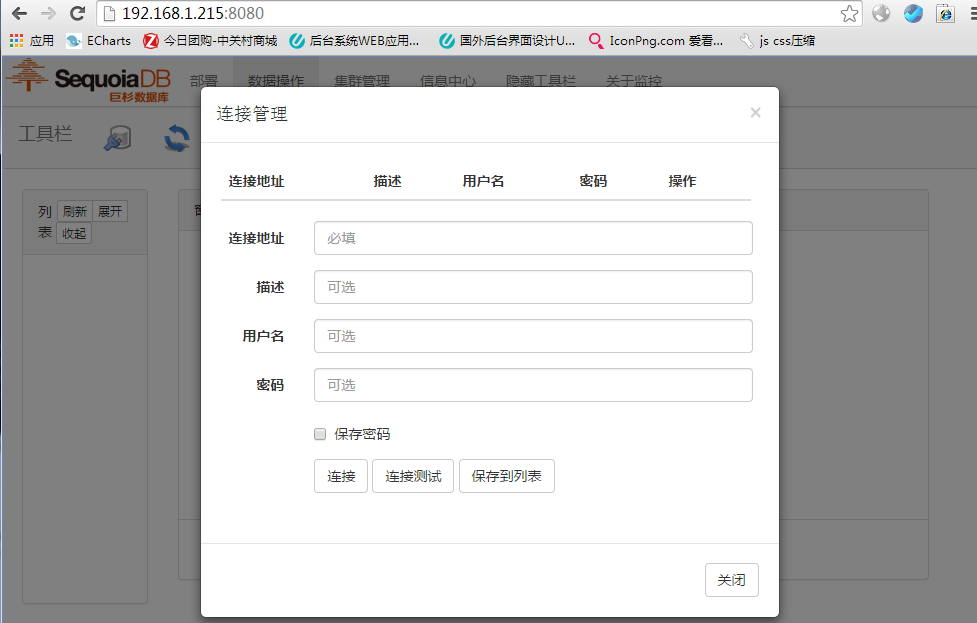 192.168.1.215:8080
应用 ECharts 今日团购-中关村商城 后台系统WEB应用... 国外后台界面设计U... IconPng.com 爱看... js css压缩
SequoiaDB 部署 数据操作 集群管理 信息中心 隐藏工具栏 关于监控
巨杉数据库
连接管理 ×
工具栏
连接地址 描述 用户名 密码 操作
列 刷新 展开
表 收起
连接地址 必填
描述 可选
用户名 可选
密码 可选
保存密码
连接 连接测试 保存到列表
关闭